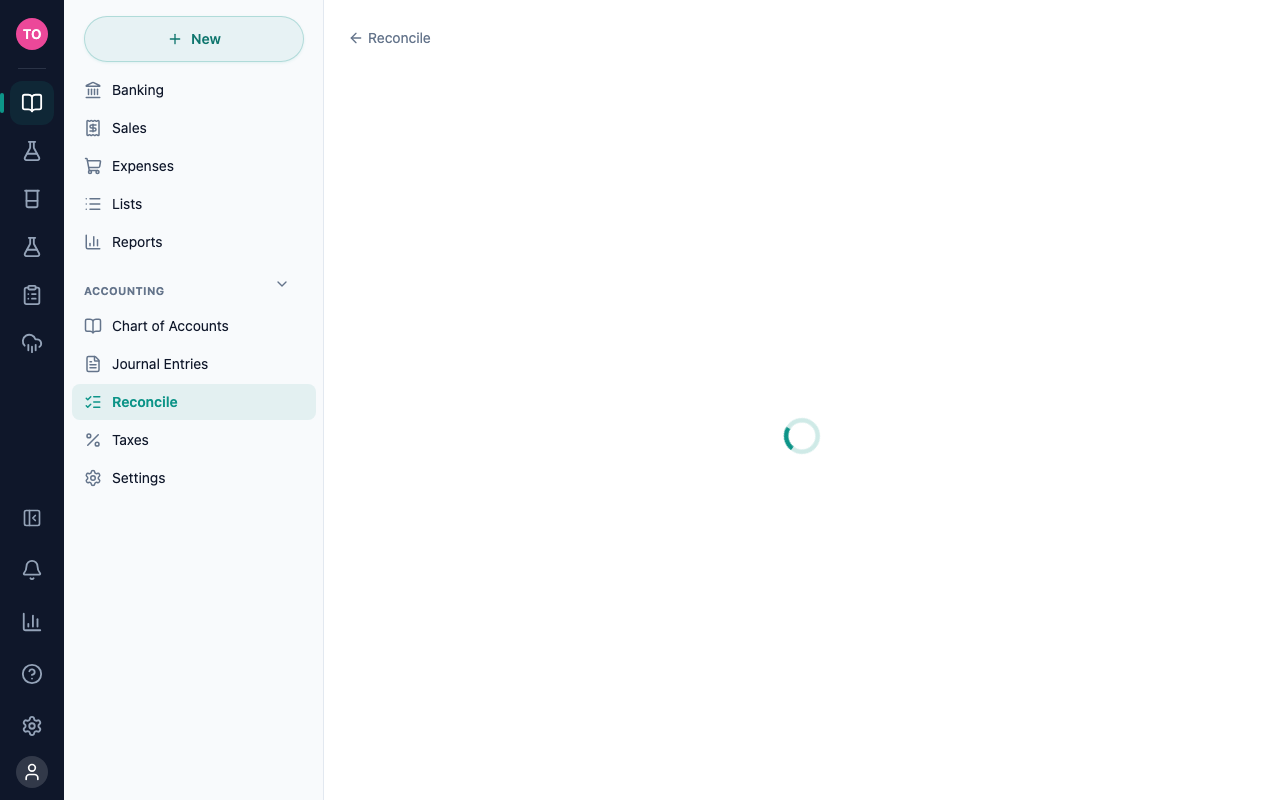 TO
New
Banking
Sales
Expenses
Lists
Reports
ACCOUNTING
Chart of Accounts
Journal Entries
Reconcile
Taxes
Settings
Reconcile